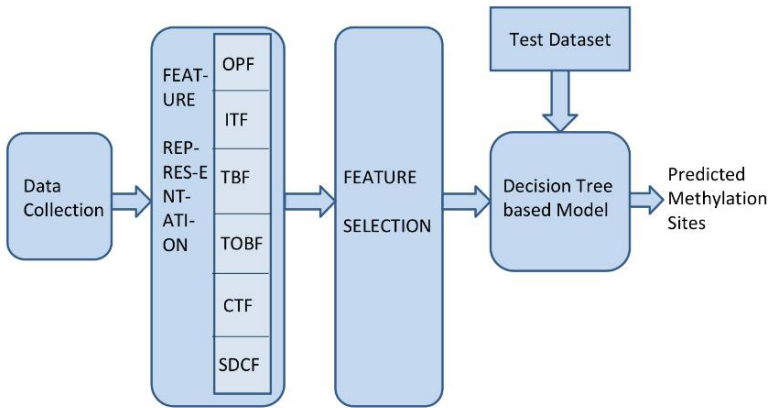 Data
Collection
FEAT-
URE
REP-
RES-E
NT-
ATI-
ON
OPF
ITF
TBF
TOBF
CTF
SDCF
FEATURE
SELECTION
Test Dataset
Decision Tree
based Model
Predicted
Methylation
Sites